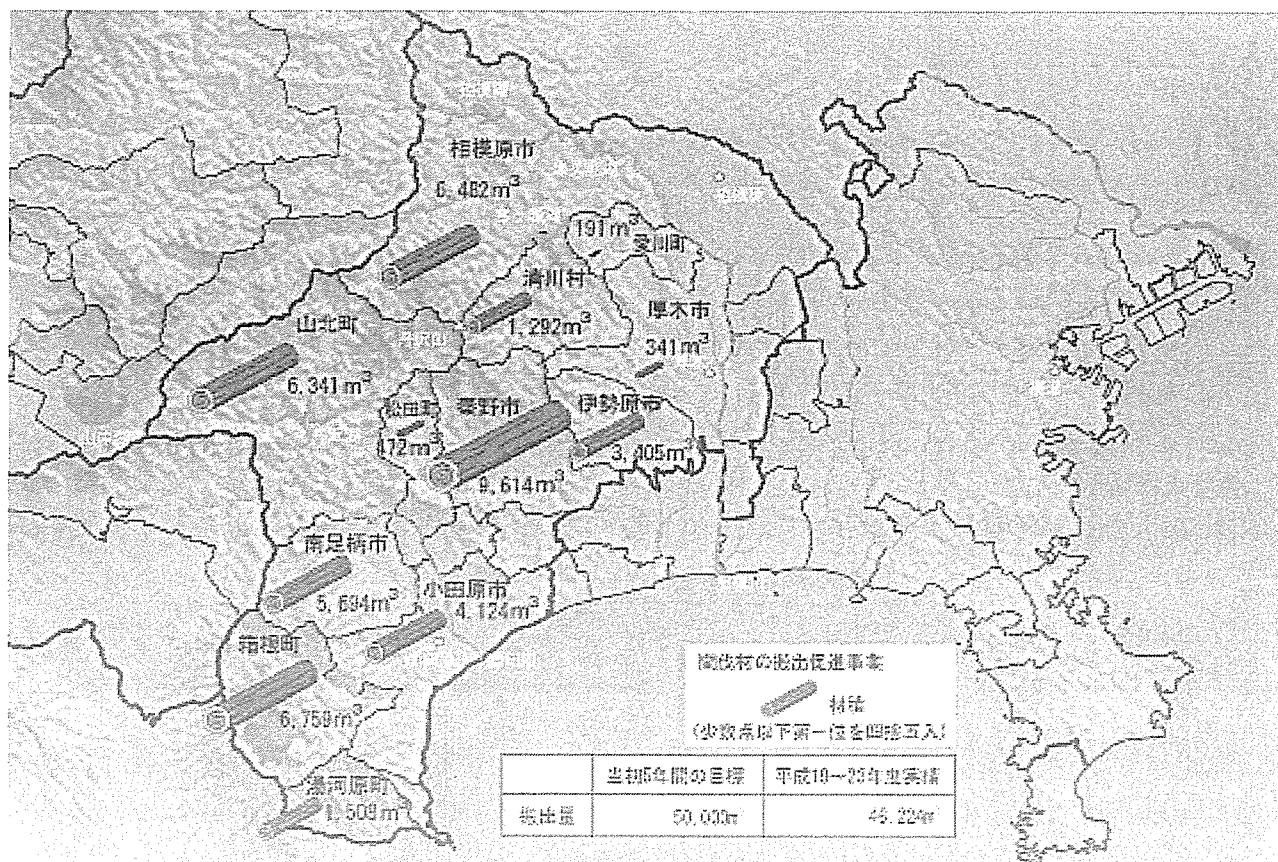 相模原市
6,482m³
191m³
愛川町
清川村
1,292m³
厚木市
341m³
山北町
6,341m³
松田町
472m³
秦野市
9,614m³
伊勢原市
3,405m³
南足柄市
5,694m³
小田原市
4,124m³
箱根町
6,759m³
湯河原町
1,509m³
間伐材の搬出促進事業
材積
(少数点以下第一位を四捨五入)
当初5年間の目標 平成19～23年度実績
搬出量 50,000㎥ 46,224㎥